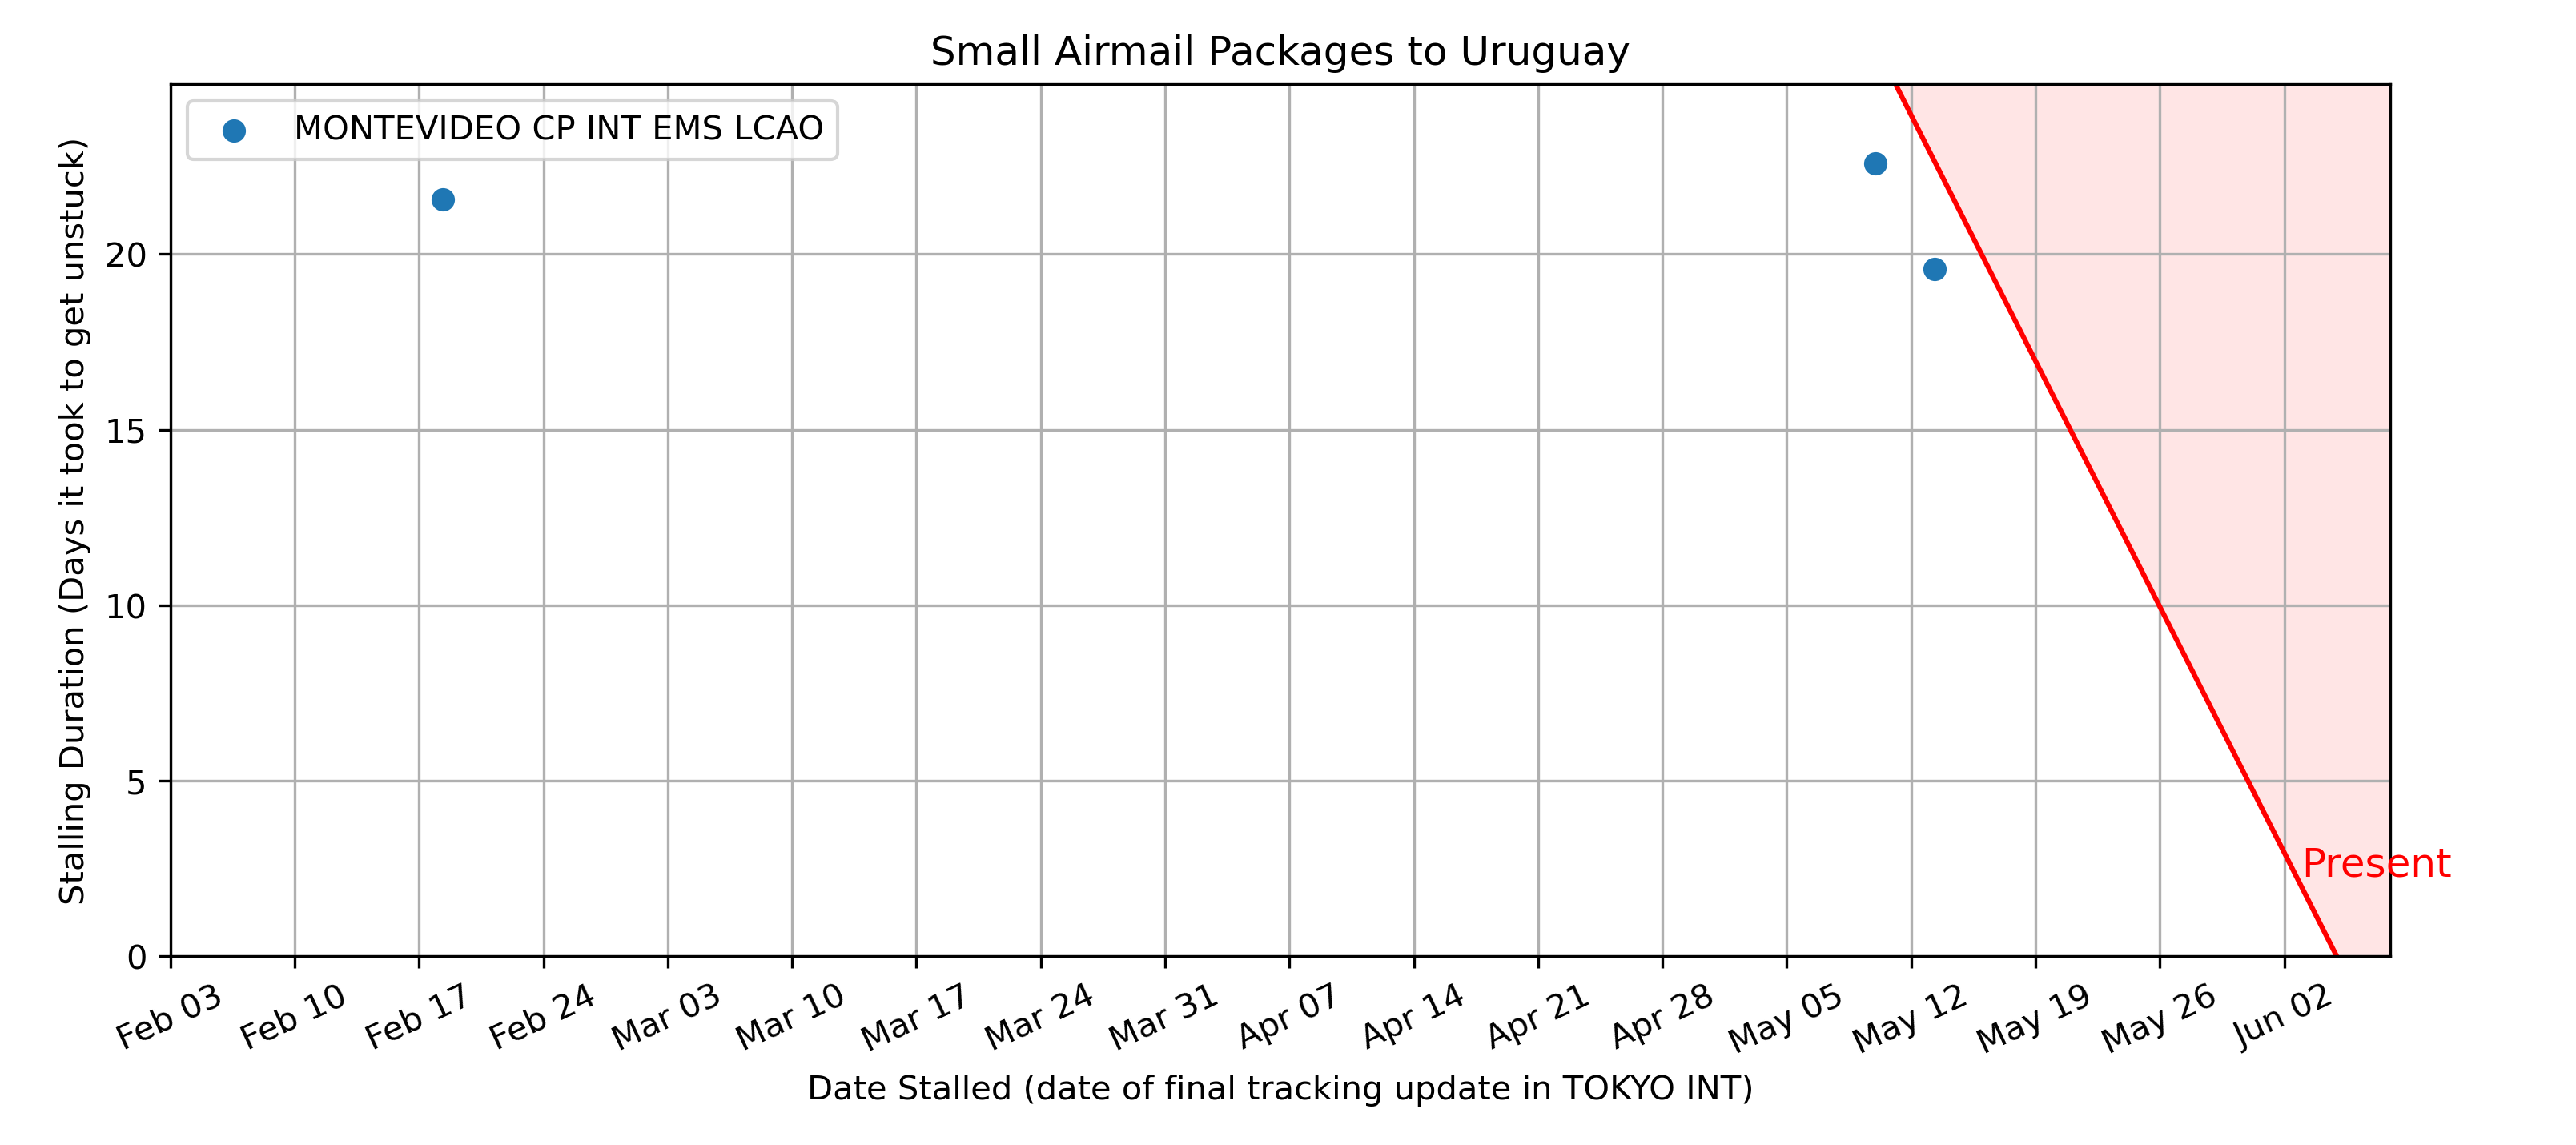 Small Airmail Packages to Uruguay
MONTEVIDEO CP INT EMS LCAO
Stalling Duration (Days it took to get unstuck)
20
15
10
5
0
Present
Feb 03
Feb 10
Feb 17
Feb 24
Mar 03
Mar 10
Mar 17
Mar 24
Mar 31
Apr 07
Apr 14
Apr 21
Apr 28
May 05
May 12
May 19
May 26
Jun 02
Date Stalled (date of final tracking update in TOKYO INT)